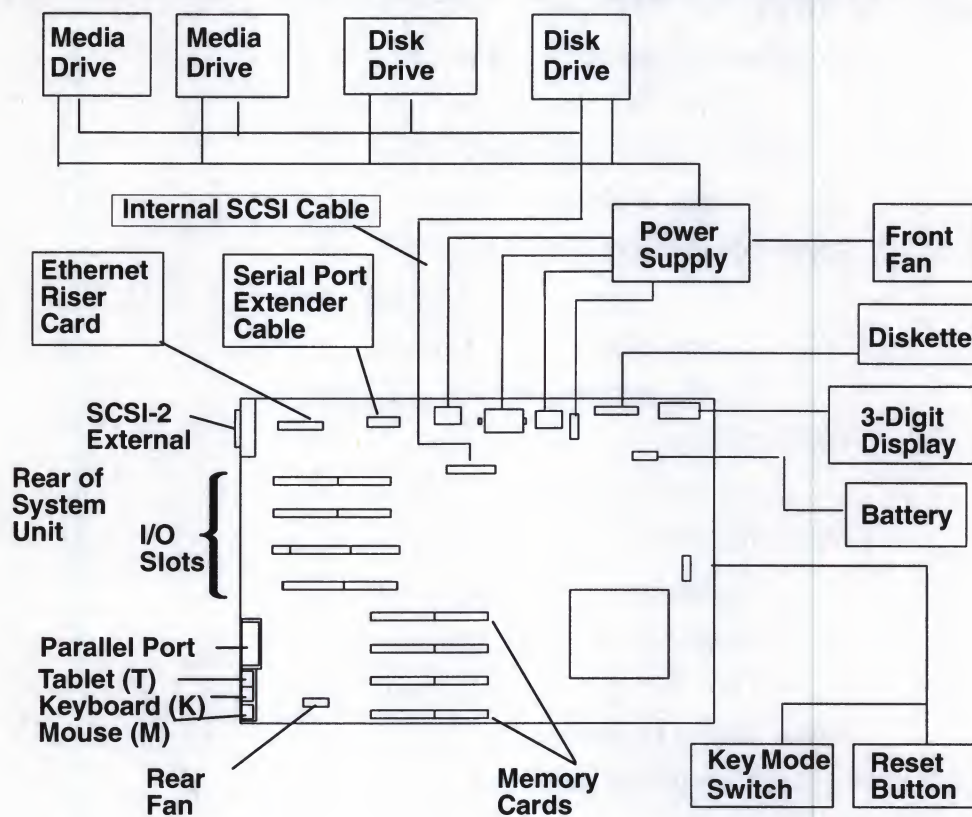 Media
Drive
Media
Drive
Disk
Drive
Disk
Drive
Internal SCSI Cable
Power
Supply
Front
Fan
Ethernet
Riser
Card
Serial Port
Extender
Cable
Diskette
SCSI-2
External
3-Digit
Display
Rear of
System
Unit
I/O
Slots
Battery
Parallel Port
Tablet (T)
Keyboard (K)
Mouse (M)
Rear
Fan
Memory
Cards
Key Mode
Switch
Reset
Button